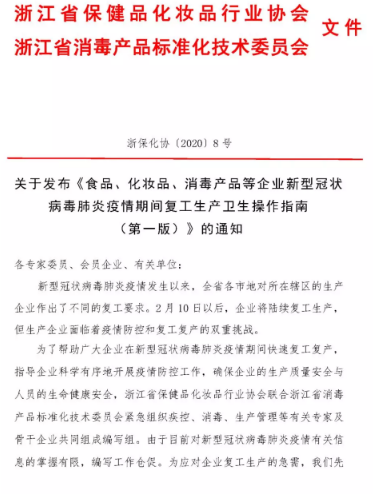 浙江省保健品化妆品行业协会
文件
浙江省消毒产品标准化技术委员会
浙保化协〔2020〕8号
关于发布《食品、化妆品、消毒产品等企业新型冠状
病毒肺炎疫情期间复工生产卫生操作指南
（第一版）》的通知
各专家委员、会员企业、有关单位：
新型冠状病毒肺炎疫情发生以来，全省各市地对所在辖区的生
产企业作出了不同的复工要求。2月10日以后，企业将陆续复工生产，
但生产企业面临着疫情防控和复工复产的双重挑战。
为了帮助广大企业在新型冠状病毒肺炎疫情期间快速复工复产，
指导企业科学有序地开展疫情防控工作，确保企业的生产质量安全与
人员的生命健康安全，浙江省保健品化妆品行业协会联合浙江省消毒
产品标准化技术委员会紧急组织疾控、消毒、生产管理等有关专家及
骨干企业共同组成编写组。由于目前对新型冠状病毒肺炎疫情有关信
息的掌握有限，编写工作仓促。为应对企业复工生产的急需，我们先